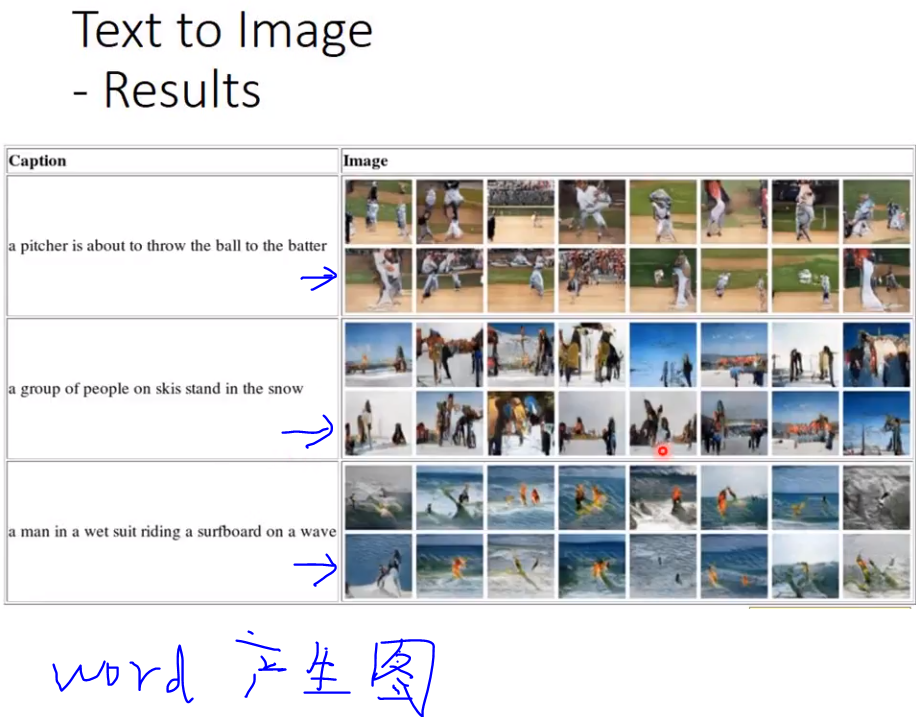 Text to Image
- Results
Caption
Image
a pitcher is about to throw the ball to the batter
a group of people on skis stand in the snow
a man in a wet suit riding a surfboard on a wave
word 产生图